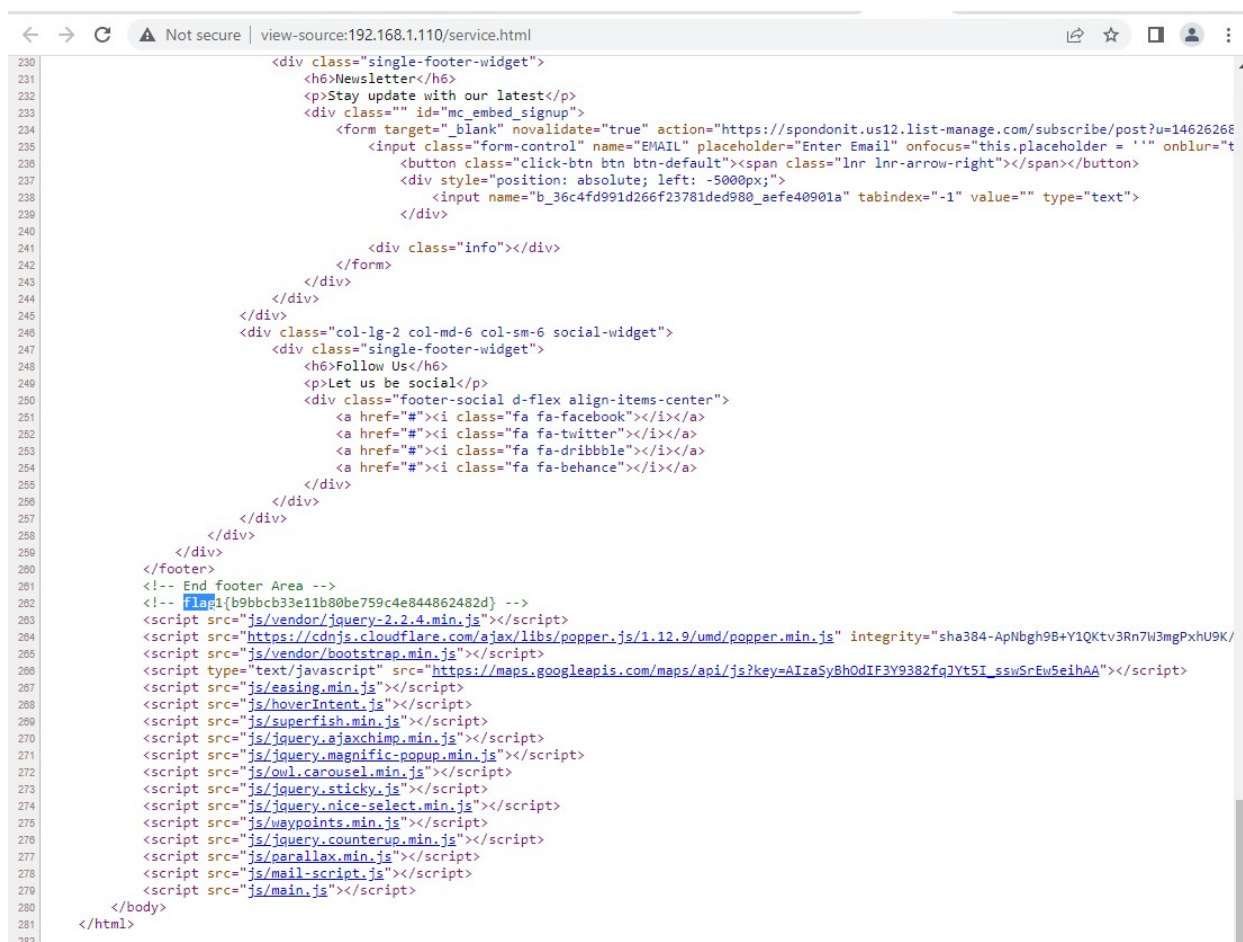 Not secure | view-source:192.168.1.110/service.html
230 <div class="single-footer-widget">
231 <h6>Newsletter</h6>
232 <p>Stay update with our latest</p>
233 <div class="" id="mc_embed_signup">
234 <form target="_blank" novalidate="true" action="https://spondonit.us12.list-manage.com/subscribe/post?u=14626268
235 <input class="form-control" name="EMAIL" placeholder="Enter Email" onfocus="this.placeholder = ''" onblur="t
236 <button class="click-btn btn btn-default"><span class="lnr lnr-arrow-right"></span></button>
237 <div style="position: absolute; left: -5000px;">
238 <input name="b_36c4fd991d266f23781ded980_aefe40901a" tabindex="-1" value="" type="text">
239 </div>
240
241 <div class="info"></div>
242 </form>
243 </div>
244 </div>
245 </div>
246 <div class="col-lg-2 col-md-6 col-sm-6 social-widget">
247 <div class="single-footer-widget">
248 <h6>Follow Us</h6>
249 <p>Let us be social</p>
250 <div class="footer-social d-flex align-items-center">
251 <a href="#"><i class="fa fa-facebook"></i></a>
252 <a href="#"><i class="fa fa-twitter"></i></a>
253 <a href="#"><i class="fa fa-dribbble"></i></a>
254 <a href="#"><i class="fa fa-behance"></i></a>
255 </div>
256 </div>
257 </div>
258 </div>
259 </div>
260 </footer>
261 <!-- End footer Area -->
262 <!-- flag1{b9bbcb33e11b80be759c4e844862482d} -->
263 <script src="js/vendor/jquery-2.2.4.min.js"></script>
264 <script src="https://cdnjs.cloudflare.com/ajax/libs/popper.js/1.12.9/umd/popper.min.js" integrity="sha384-ApNbgh9B+Y1QKtv3Rn7W3mgPxhU9K/
265 <script src="js/vendor/bootstrap.min.js"></script>
266 <script type="text/javascript" src="https://maps.googleapis.com/maps/api/js?key=AIzaSyBhOdIF3Y9382fqJYt5I_sswSrEw5eihAA"></script>
267 <script src="js/easing.min.js"></script>
268 <script src="js/hoverIntent.js"></script>
269 <script src="js/superfish.min.js"></script>
270 <script src="js/jquery.ajaxchimp.min.js"></script>
271 <script src="js/jquery.magnific-popup.min.js"></script>
272 <script src="js/owl.carousel.min.js"></script>
273 <script src="js/jquery.sticky.js"></script>
274 <script src="js/jquery.nice-select.min.js"></script>
275 <script src="js/waypoints.min.js"></script>
276 <script src="js/jquery.counterup.min.js"></script>
277 <script src="js/parallax.min.js"></script>
278 <script src="js/mail-script.js"></script>
279 <script src="js/main.js"></script>
280 </body>
281 </html>
282